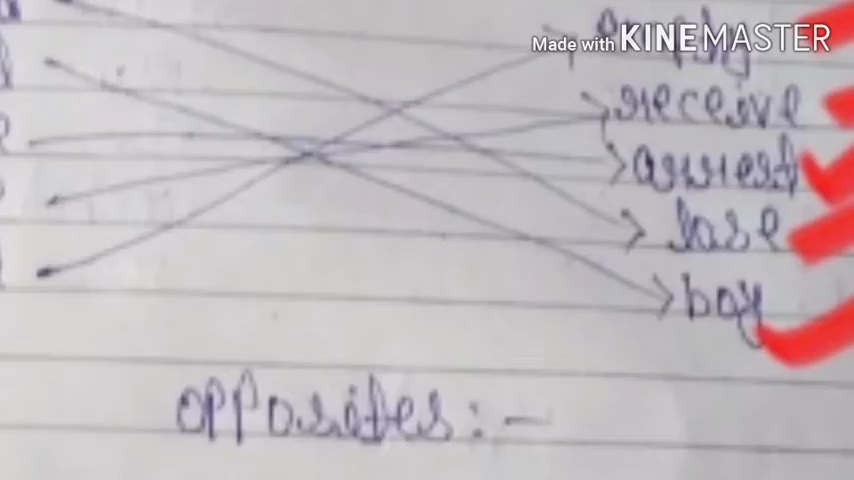 Made with KINEMASTER
receive
arrest
lose
boy
opposites:-